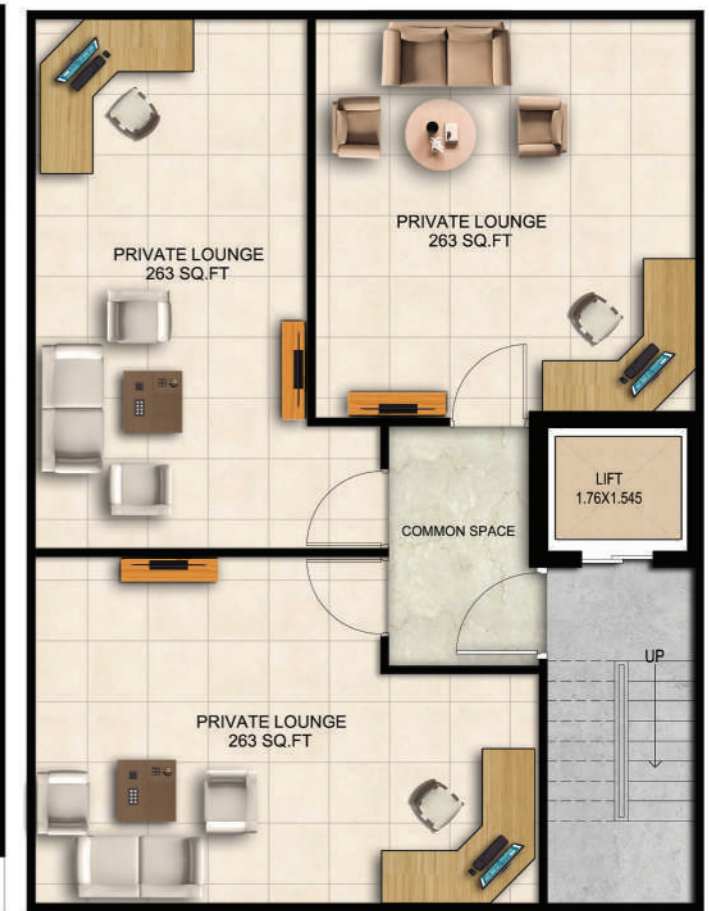 PRIVATE LOUNGE
263 SQ.FT
PRIVATE LOUNGE
263 SQ.FT
LIFT
1.76X1.545
COMMON SPACE
UP
PRIVATE LOUNGE
263 SQ.FT